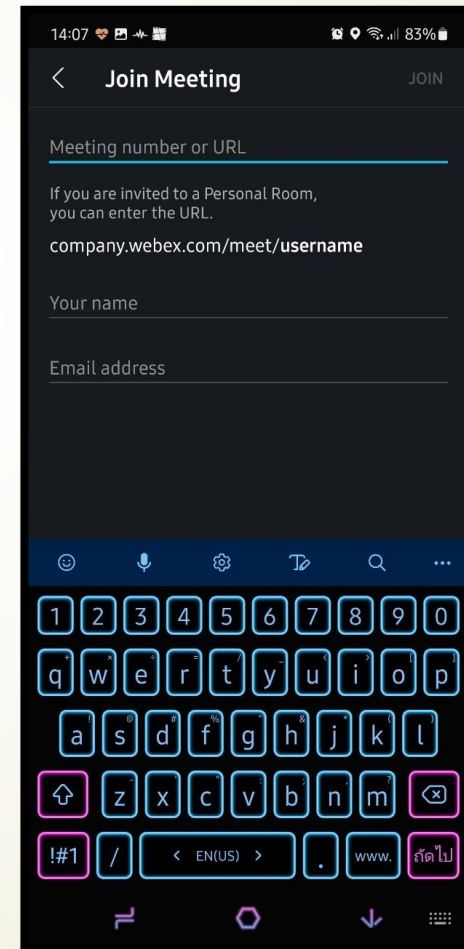 14:07 83%
Join Meeting JOIN
Meeting number or URL
If you are invited to a Personal Room,
you can enter the URL.
company.webex.com/meet/username
Your name
Email address
1 2 3 4 5 6 7 8 9 0
q w e r t y u i o p
a s d f g h j k l
z x c v b n m
!#1 / < EN(US) > . www. ถัดไป